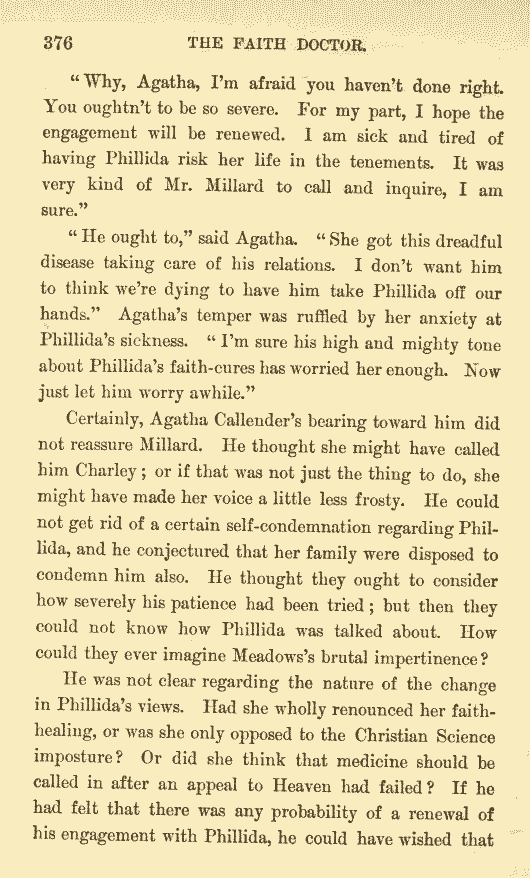 376 THE FAITH DOCTOR.
“Why, Agatha, I'm afraid you haven't done right.
You oughtn't to be so severe. For my part, I hope the
engagement will be renewed. I am sick and tired of
having Phillida risk her life in the tenements. It was
very kind of Mr. Millard to call and inquire, I am
sure.”
“He ought to,” said Agatha. “She got this dreadful
disease taking care of his relations. I don't want him
to think we're dying to have him take Phillida off our
hands.” Agatha's temper was ruffled by her anxiety at
Phillida's sickness. “I'm sure his high and mighty tone
about Phillida's faith-cures has worried her enough. Now
just let him worry awhile.”
Certainly, Agatha Callender's bearing toward him did
not reassure Millard. He thought she might have called
him Charley; or if that was not just the thing to do, she
might have made her voice a little less frosty. He could
not get rid of a certain self-condemnation regarding Phil-
lida, and he conjectured that her family were disposed to
condemn him also. He thought they ought to consider
how severely his patience had been tried; but then they
could not know how Phillida was talked about. How
could they ever imagine Meadows's brutal impertinence?
He was not clear regarding the nature of the change
in Phillida's views. Had she wholly renounced her faith-
healing, or was she only opposed to the Christian Science
imposture? Or did she think that medicine should be
called in after an appeal to Heaven had failed? If he
had felt that there was any probability of a renewal of
his engagement with Phillida, he could have wished that